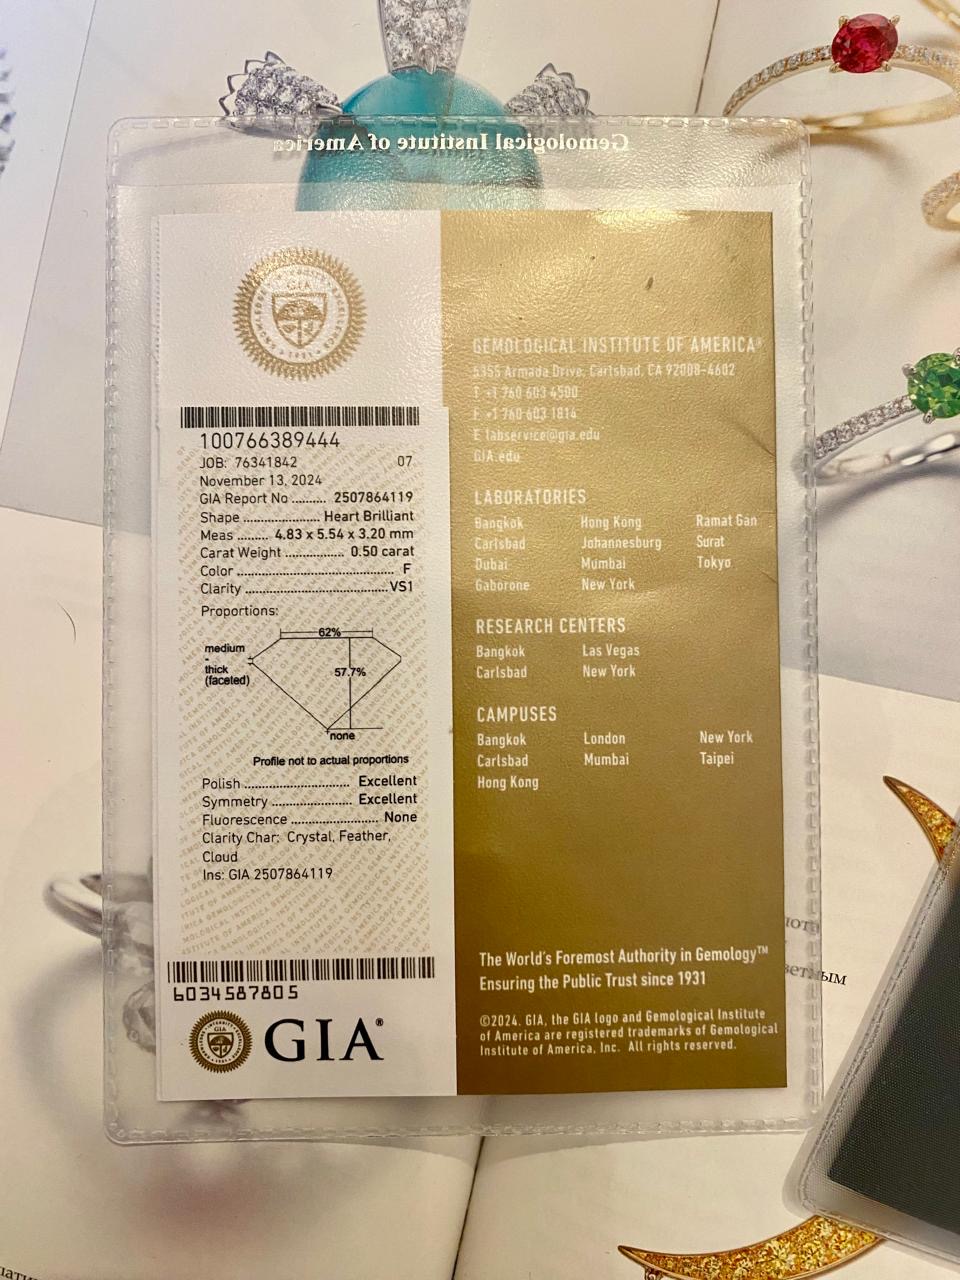 Gemological Institute of America
GIA
KNOWLEDGE INTEGRITY EXCELLENCE
1931
100766389444
JOB: 76341842 07
November 13, 2024
GIA Report No .......... 2507864119
Shape .................... Heart Brilliant
Meas ......... 4.83 x 5.54 x 3.20 mm
Carat Weight ................ 0.50 carat
Color .......................................... F
Clarity ...................................... VS1
Proportions:
62%
medium
-
thick
(faceted)
57.7%
none
Profile not to actual proportions
Polish ............................ Excellent
Symmetry ..................... Excellent
Fluorescence ........................ None
Clarity Char: Crystal, Feather,
Cloud
Ins: GIA 2507864119
6034587805
GIA®
GEMOLOGICAL INSTITUTE OF AMERICA®
5355 Armada Drive, Carlsbad, CA 92008-4602
T +1 760 603 4500
F +1 760 603 1814
E labservice@gia.edu
GIA.edu
LABORATORIES
Bangkok Hong Kong Ramat Gan
Carlsbad Johannesburg Surat
Dubai Mumbai Tokyo
Gaborone New York
RESEARCH CENTERS
Bangkok Las Vegas
Carlsbad New York
CAMPUSES
Bangkok London New York
Carlsbad Mumbai Taipei
Hong Kong
The World's Foremost Authority in Gemology™
Ensuring the Public Trust since 1931
©2024. GIA, the GIA logo and Gemological Institute
of America are registered trademarks of Gemological
Institute of America, Inc. All rights reserved.